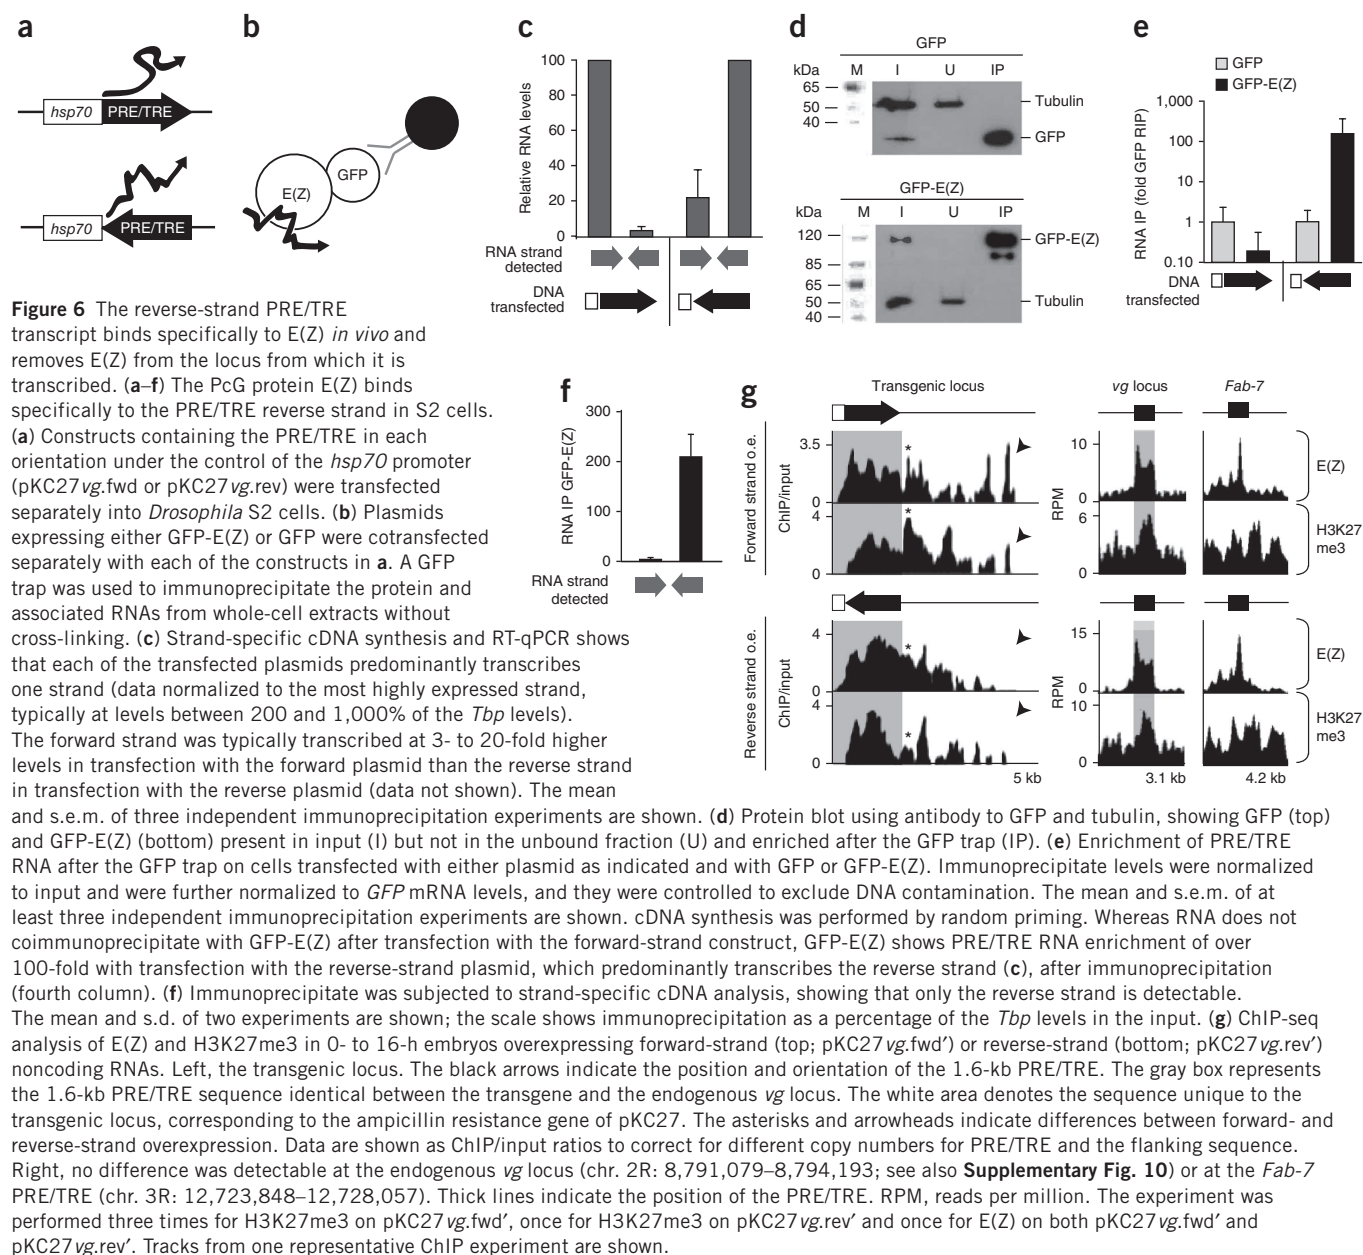 a
b
c
d
e
hsp70 PRE/TRE
hsp70 PRE/TRE
E(Z)
GFP
Relative RNA levels
100
80
60
40
20
0
RNA strand
detected
DNA
transfected
GFP
kDa M I U IP
65
50
40
Tubulin
GFP
GFP-E(Z)
kDa M I U IP
120
85
65
50
40
GFP-E(Z)
Tubulin
GFP
GFP-E(Z)
RNA IP (fold GFP RIP)
1,000
100
10
1
0.10
DNA
transfected
Figure 6 The reverse-strand PRE/TRE
transcript binds specifically to E(Z) in vivo and
removes E(Z) from the locus from which it is
transcribed. (a–f) The PcG protein E(Z) binds
specifically to the PRE/TRE reverse strand in S2 cells.
(a) Constructs containing the PRE/TRE in each
orientation under the control of the hsp70 promoter
(pKC27vg.fwd or pKC27vg.rev) were transfected
separately into Drosophila S2 cells. (b) Plasmids
expressing either GFP-E(Z) or GFP were cotransfected
separately with each of the constructs in a. A GFP
trap was used to immunoprecipitate the protein and
associated RNAs from whole-cell extracts without
cross-linking. (c) Strand-specific cDNA synthesis and RT-qPCR shows
that each of the transfected plasmids predominantly transcribes
one strand (data normalized to the most highly expressed strand,
typically at levels between 200 and 1,000% of the Tbp levels).
The forward strand was typically transcribed at 3- to 20-fold higher
levels in transfection with the forward plasmid than the reverse strand
in transfection with the reverse plasmid (data not shown). The mean
and s.e.m. of three independent immunoprecipitation experiments are shown. (d) Protein blot using antibody to GFP and tubulin, showing GFP (top)
and GFP-E(Z) (bottom) present in input (I) but not in the unbound fraction (U) and enriched after the GFP trap (IP). (e) Enrichment of PRE/TRE
RNA after the GFP trap on cells transfected with either plasmid as indicated and with GFP or GFP-E(Z). Immunoprecipitate levels were normalized
to input and were further normalized to GFP mRNA levels, and they were controlled to exclude DNA contamination. The mean and s.e.m. of at
least three independent immunoprecipitation experiments are shown. cDNA synthesis was performed by random priming. Whereas RNA does not
coimmunoprecipitate with GFP-E(Z) after transfection with the forward-strand construct, GFP-E(Z) shows PRE/TRE RNA enrichment of over
100-fold with transfection with the reverse-strand plasmid, which predominantly transcribes the reverse strand (c), after immunoprecipitation
(fourth column). (f) Immunoprecipitate was subjected to strand-specific cDNA analysis, showing that only the reverse strand is detectable.
The mean and s.d. of two experiments are shown; the scale shows immunoprecipitation as a percentage of the Tbp levels in the input. (g) ChIP-seq
analysis of E(Z) and H3K27me3 in 0- to 16-h embryos overexpressing forward-strand (top; pKC27vg.fwd′) or reverse-strand (bottom; pKC27vg.rev′)
noncoding RNAs. Left, the transgenic locus. The black arrows indicate the position and orientation of the 1.6-kb PRE/TRE. The gray box represents
the 1.6-kb PRE/TRE sequence identical between the transgene and the endogenous vg locus. The white area denotes the sequence unique to the
transgenic locus, corresponding to the ampicillin resistance gene of pKC27. The asterisks and arrowheads indicate differences between forward- and
reverse-strand overexpression. Data are shown as ChIP/input ratios to correct for different copy numbers for PRE/TRE and the flanking sequence.
Right, no difference was detectable at the endogenous vg locus (chr. 2R: 8,791,079–8,794,193; see also Supplementary Fig. 10) or at the Fab-7
PRE/TRE (chr. 3R: 12,723,848–12,728,057). Thick lines indicate the position of the PRE/TRE. RPM, reads per million. The experiment was
performed three times for H3K27me3 on pKC27vg.fwd′, once for H3K27me3 on pKC27vg.rev′ and once for E(Z) on both pKC27vg.fwd′ and
pKC27vg.rev′. Tracks from one representative ChIP experiment are shown.
f
RNA IP GFP-E(Z)
300
200
100
0
RNA strand
detected
g
Transgenic locus
vg locus
Fab-7
Forward strand o.e.
ChIP/input
3.5
0
4
0
*
*
RPM
10
0
6
0
E(Z)
H3K27
me3
Reverse strand o.e.
ChIP/input
4
0
4
0
*
*
RPM
15
0
10
0
E(Z)
H3K27
me3
5 kb
3.1 kb
4.2 kb